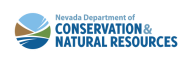 Nevada Department of
CONSERVATION &
NATURAL RESOURCES